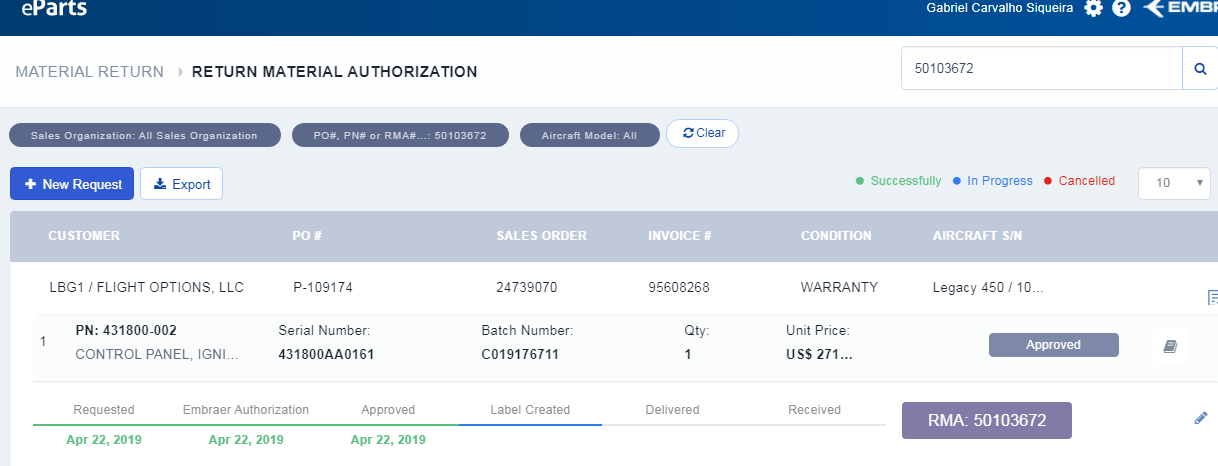 eParts
Gabriel Carvalho Siqueira
MATERIAL RETURN RETURN MATERIAL AUTHORIZATION
50103672
Sales Organization: All Sales Organization PO#, PN# or RMA#...: 50103672 Aircraft Model: All Clear
+ New Request Export
Successfully In Progress Cancelled 10
CUSTOMER PO # SALES ORDER INVOICE # CONDITION AIRCRAFT S/N
LBG1 / FLIGHT OPTIONS, LLC P-109174 24739070 95608268 WARRANTY Legacy 450 / 10...
1 PN: 431800-002 Serial Number: Batch Number: Qty: Unit Price:
CONTROL PANEL, IGNI... 431800AA0161 C019176711 1 US$ 271...
Approved
Requested Embraer Authorization Approved Label Created Delivered Received
Apr 22, 2019 Apr 22, 2019 Apr 22, 2019
RMA: 50103672